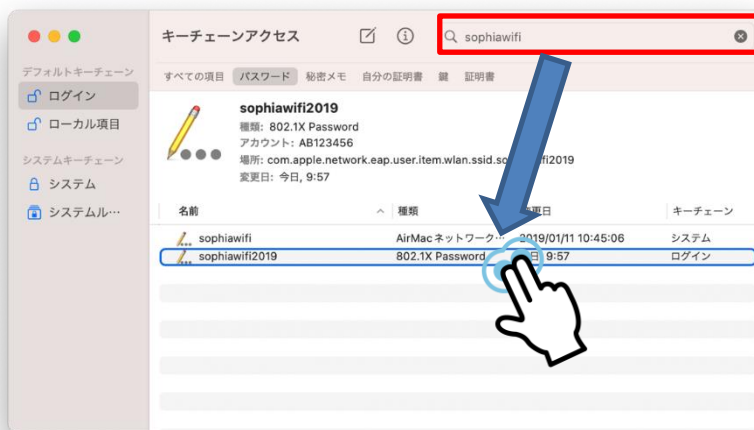 キーチェーンアクセス
sophiawifi
デフォルトキーチェーン
ログイン
ローカル項目
システムキーチェーン
システム
システムル…
すべての項目 パスワード 秘密メモ 自分の証明書 鍵 証明書
sophiawifi2019
種類: 802.1X Password
アカウント: AB123456
場所: com.apple.network.eap.user.item.wlan.ssid.so fi2019
変更日: 今日, 9:57
名前 種類 更日 キーチェーン
sophiawifi AirMac ネットワーク… 2019/01/11 10:45:06 システム
sophiawifi2019 802.1X Password 日, 9:57 ログイン